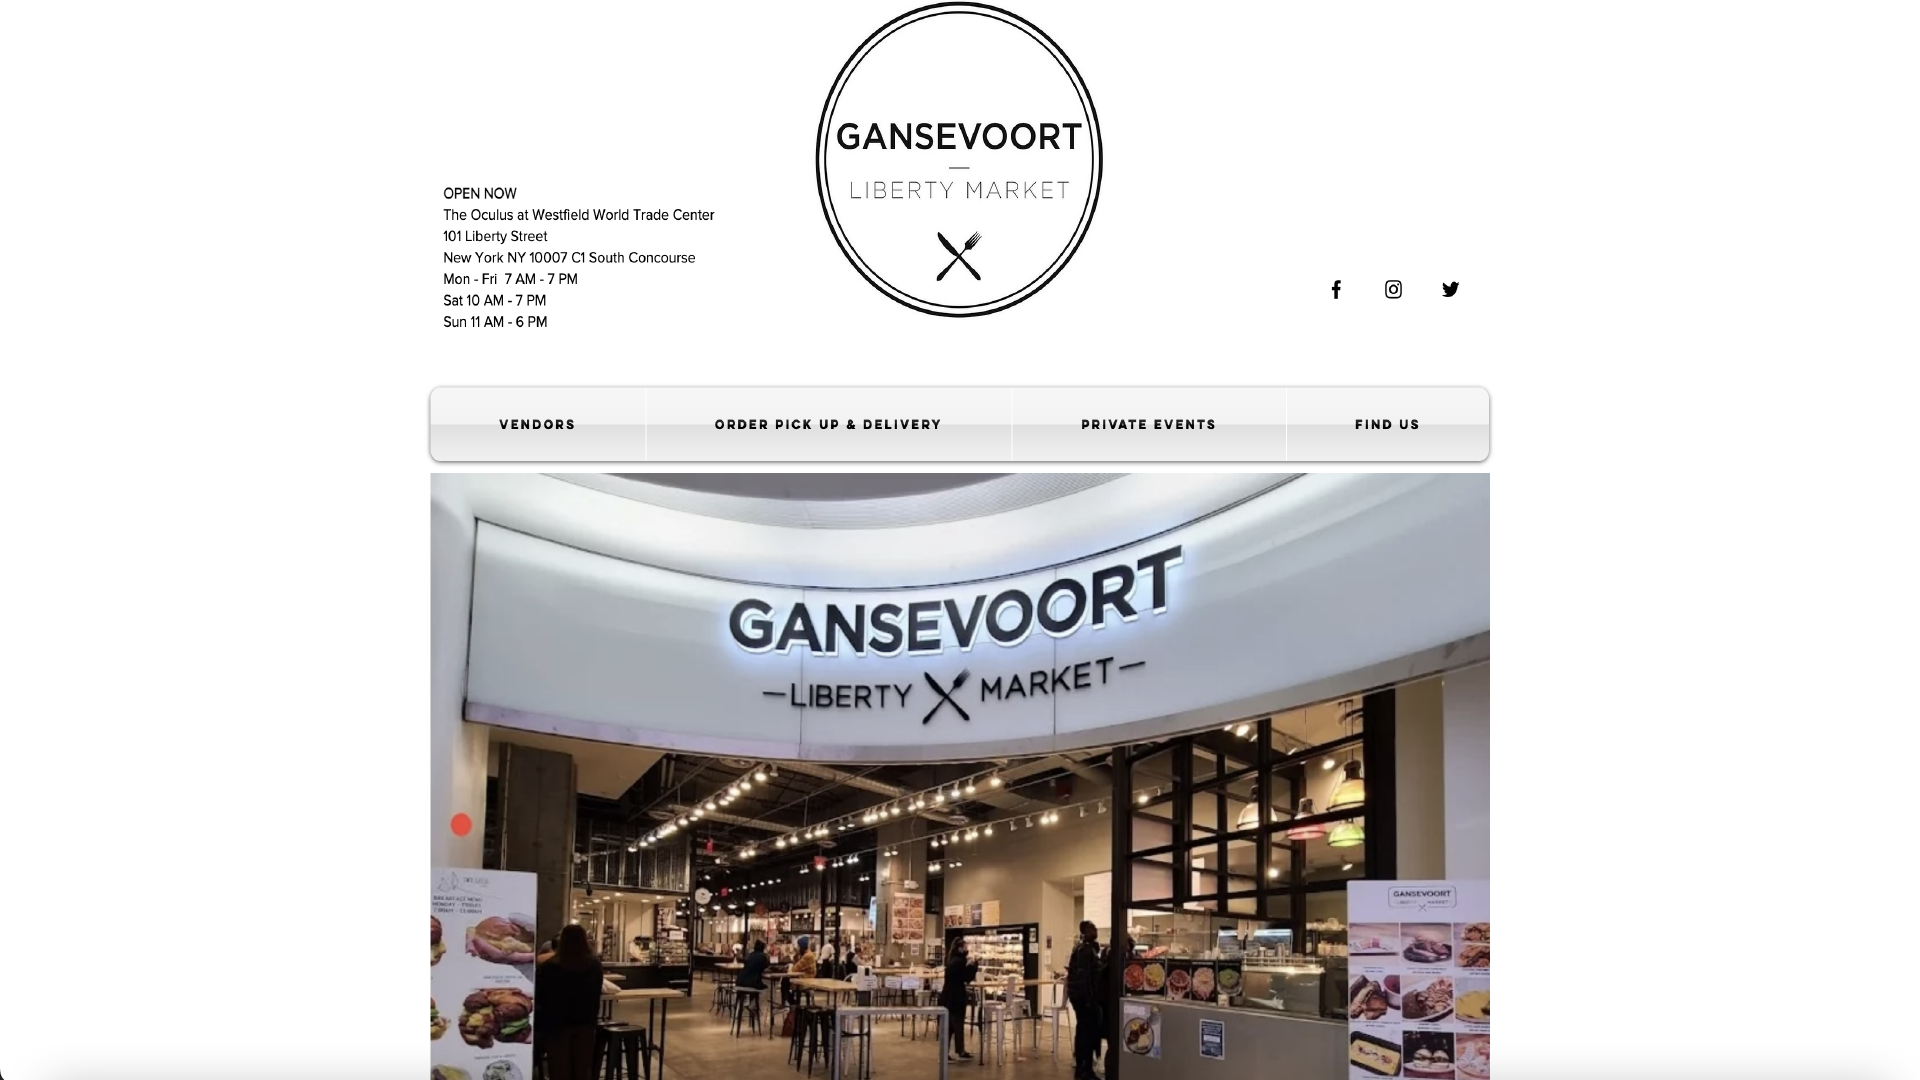 GANSEVOORT
LIBERTY MARKET
OPEN NOW
The Oculus at Westfield World Trade Center
101 Liberty Street
New York NY 10007 C1 South Concourse
Mon - Fri  7 AM - 7 PM
Sat 10 AM - 7 PM
Sun 11 AM - 6 PM
VENDORS
ORDER PICK UP & DELIVERY
PRIVATE EVENTS
FIND US
GANSEVOORT
LIBERTY MARKET
GANSEVOORT
LIBERTY MARKET